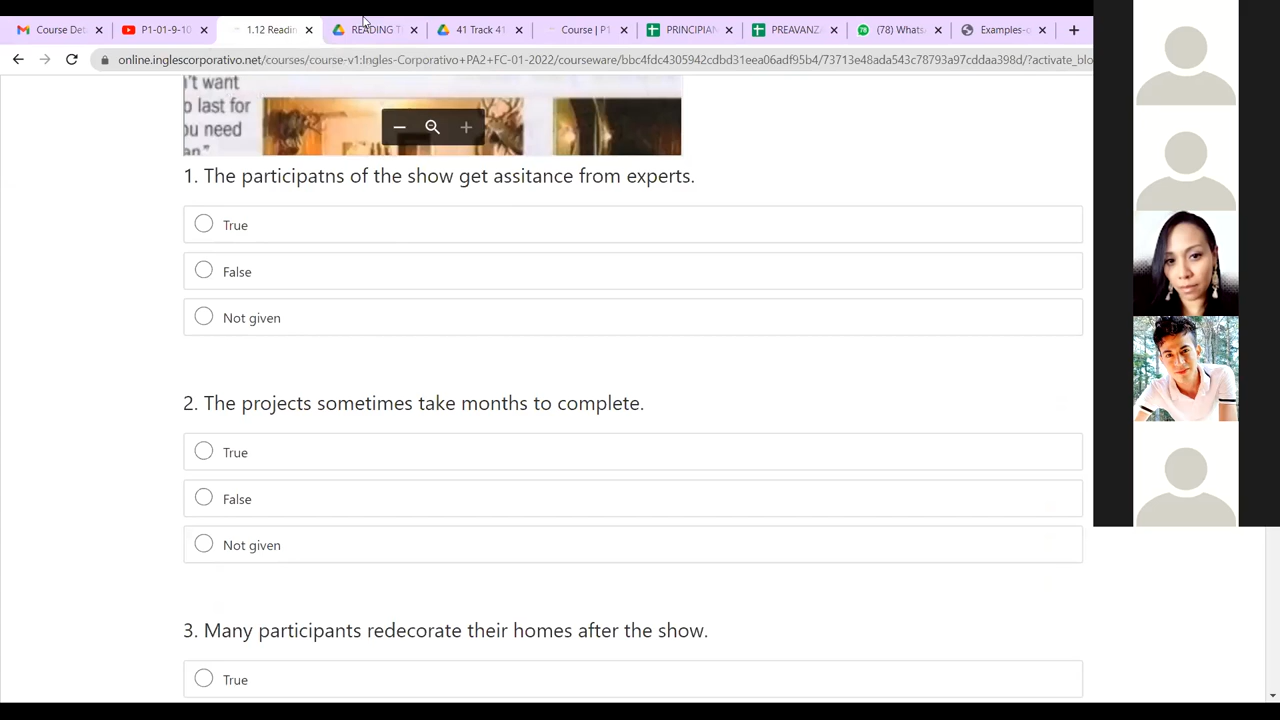 Course Det
P1-01-9-10
1.12 Readin
READING T
41 Track 41
Course | P1
PRINCIPIAN
PREAVANZ
(78) Whats
Examples-
online.inglescorporativo.net/courses/course-v1:Ingles-Corporativo+PA2+FC-01-2022/courseware/bbc4fdc4305942cdbd31eea06adf95b4/73713e48ada543c78793a97cddaa398d/?activate_blo
't want
o last for
ou need
an."
1. The participatns of the show get assitance from experts.
True
False
Not given
2. The projects sometimes take months to complete.
True
False
Not given
3. Many participants redecorate their homes after the show.
True